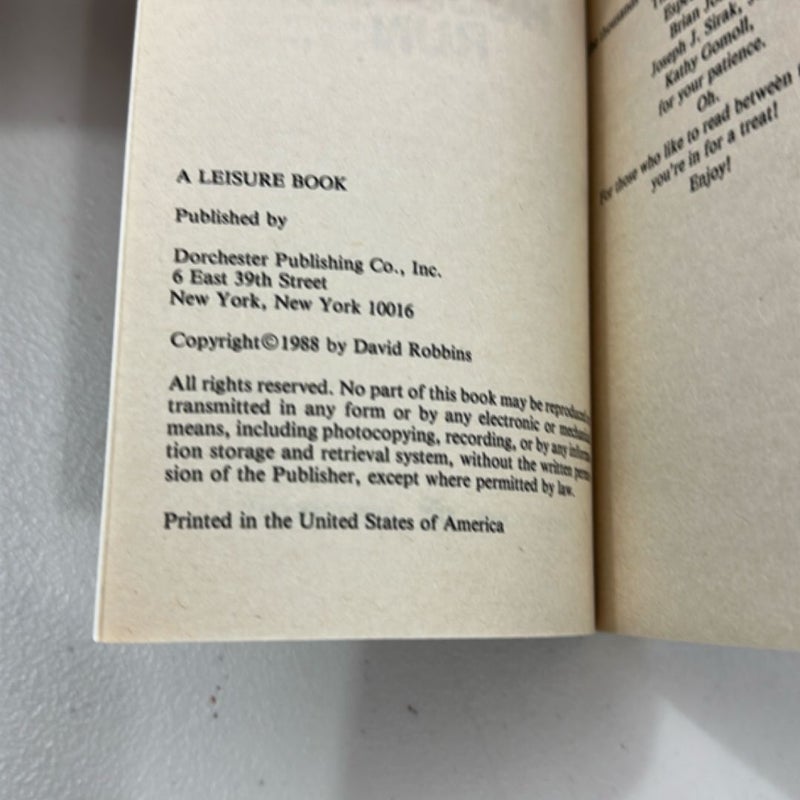 A LEISURE BOOK
Published by
Dorchester Publishing Co., Inc.
6 East 39th Street
New York, New York 10016
Copyright©1988 by David Robbins
All rights reserved. No part of this book may be reproduced
transmitted in any form or by any electronic or
means, including photocopying, recording, or by any
tion storage and retrieval system, without the written
sion of the Publisher, except where permitted by law.
Printed in the United States of America
thousands
Brian
Joseph J. Sirak,
Kathy Gomoll,
for your patience.
Oh.
For those who like to read between
you're in for a treat!
Enjoy!